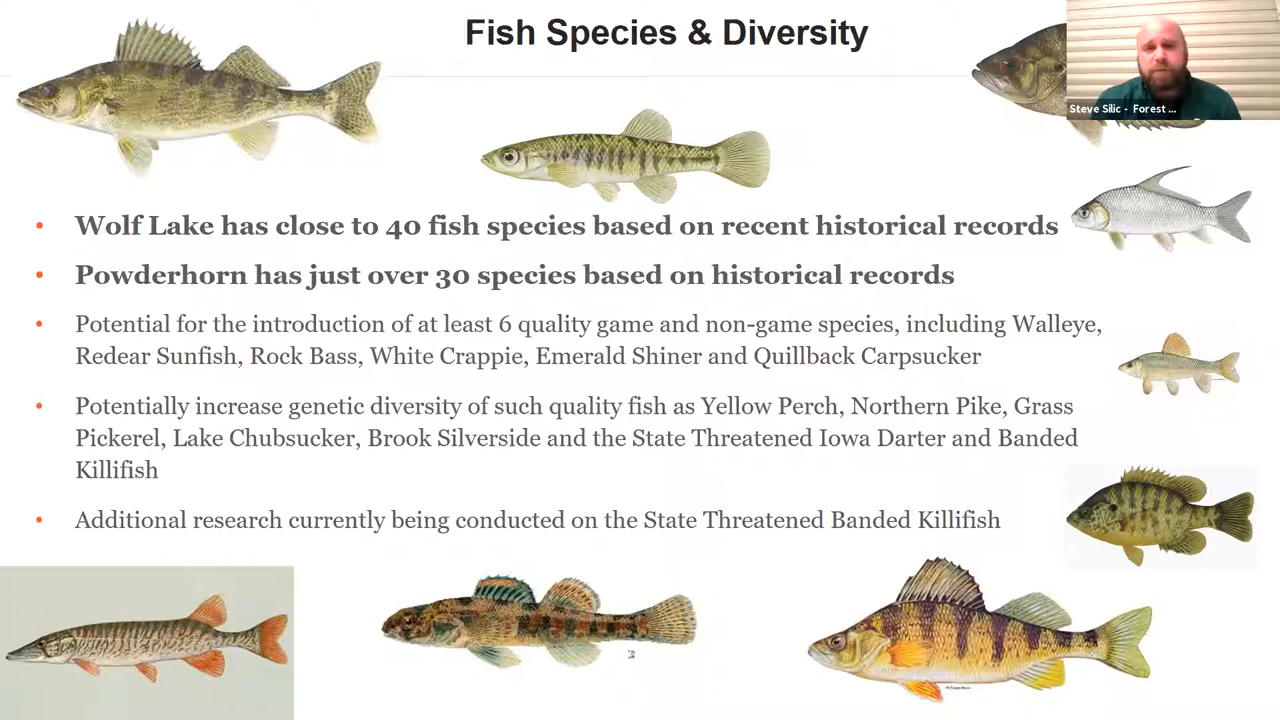 Fish Species & Diversity
Steve Silic - Forest ...
• Wolf Lake has close to 40 fish species based on recent historical records
• Powderhorn has just over 30 species based on historical records
• Potential for the introduction of at least 6 quality game and non-game species, including Walleye,
Redear Sunfish, Rock Bass, White Crappie, Emerald Shiner and Quillback Carpsucker
• Potentially increase genetic diversity of such quality fish as Yellow Perch, Northern Pike, Grass
Pickerel, Lake Chubsucker, Brook Silverside and the State Threatened Iowa Darter and Banded
Killifish
• Additional research currently being conducted on the State Threatened Banded Killifish